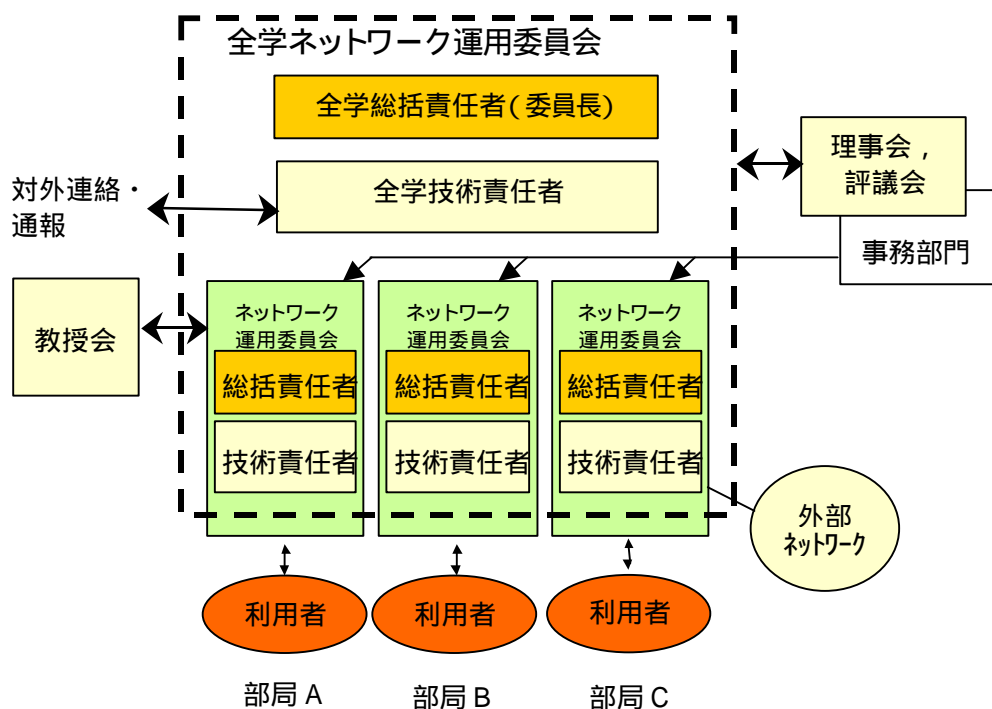 全学ネットワーク運用委員会
全学総括責任者(委員長)
全学技術責任者
対外連絡・
通報
理事会,
評議会
事務部門
教授会
ネットワーク
運用委員会
総括責任者
技術責任者
ネットワーク
運用委員会
総括責任者
技術責任者
ネットワーク
運用委員会
総括責任者
技術責任者
外部
ネットワーク
利用者
利用者
利用者
部局A
部局B
部局C